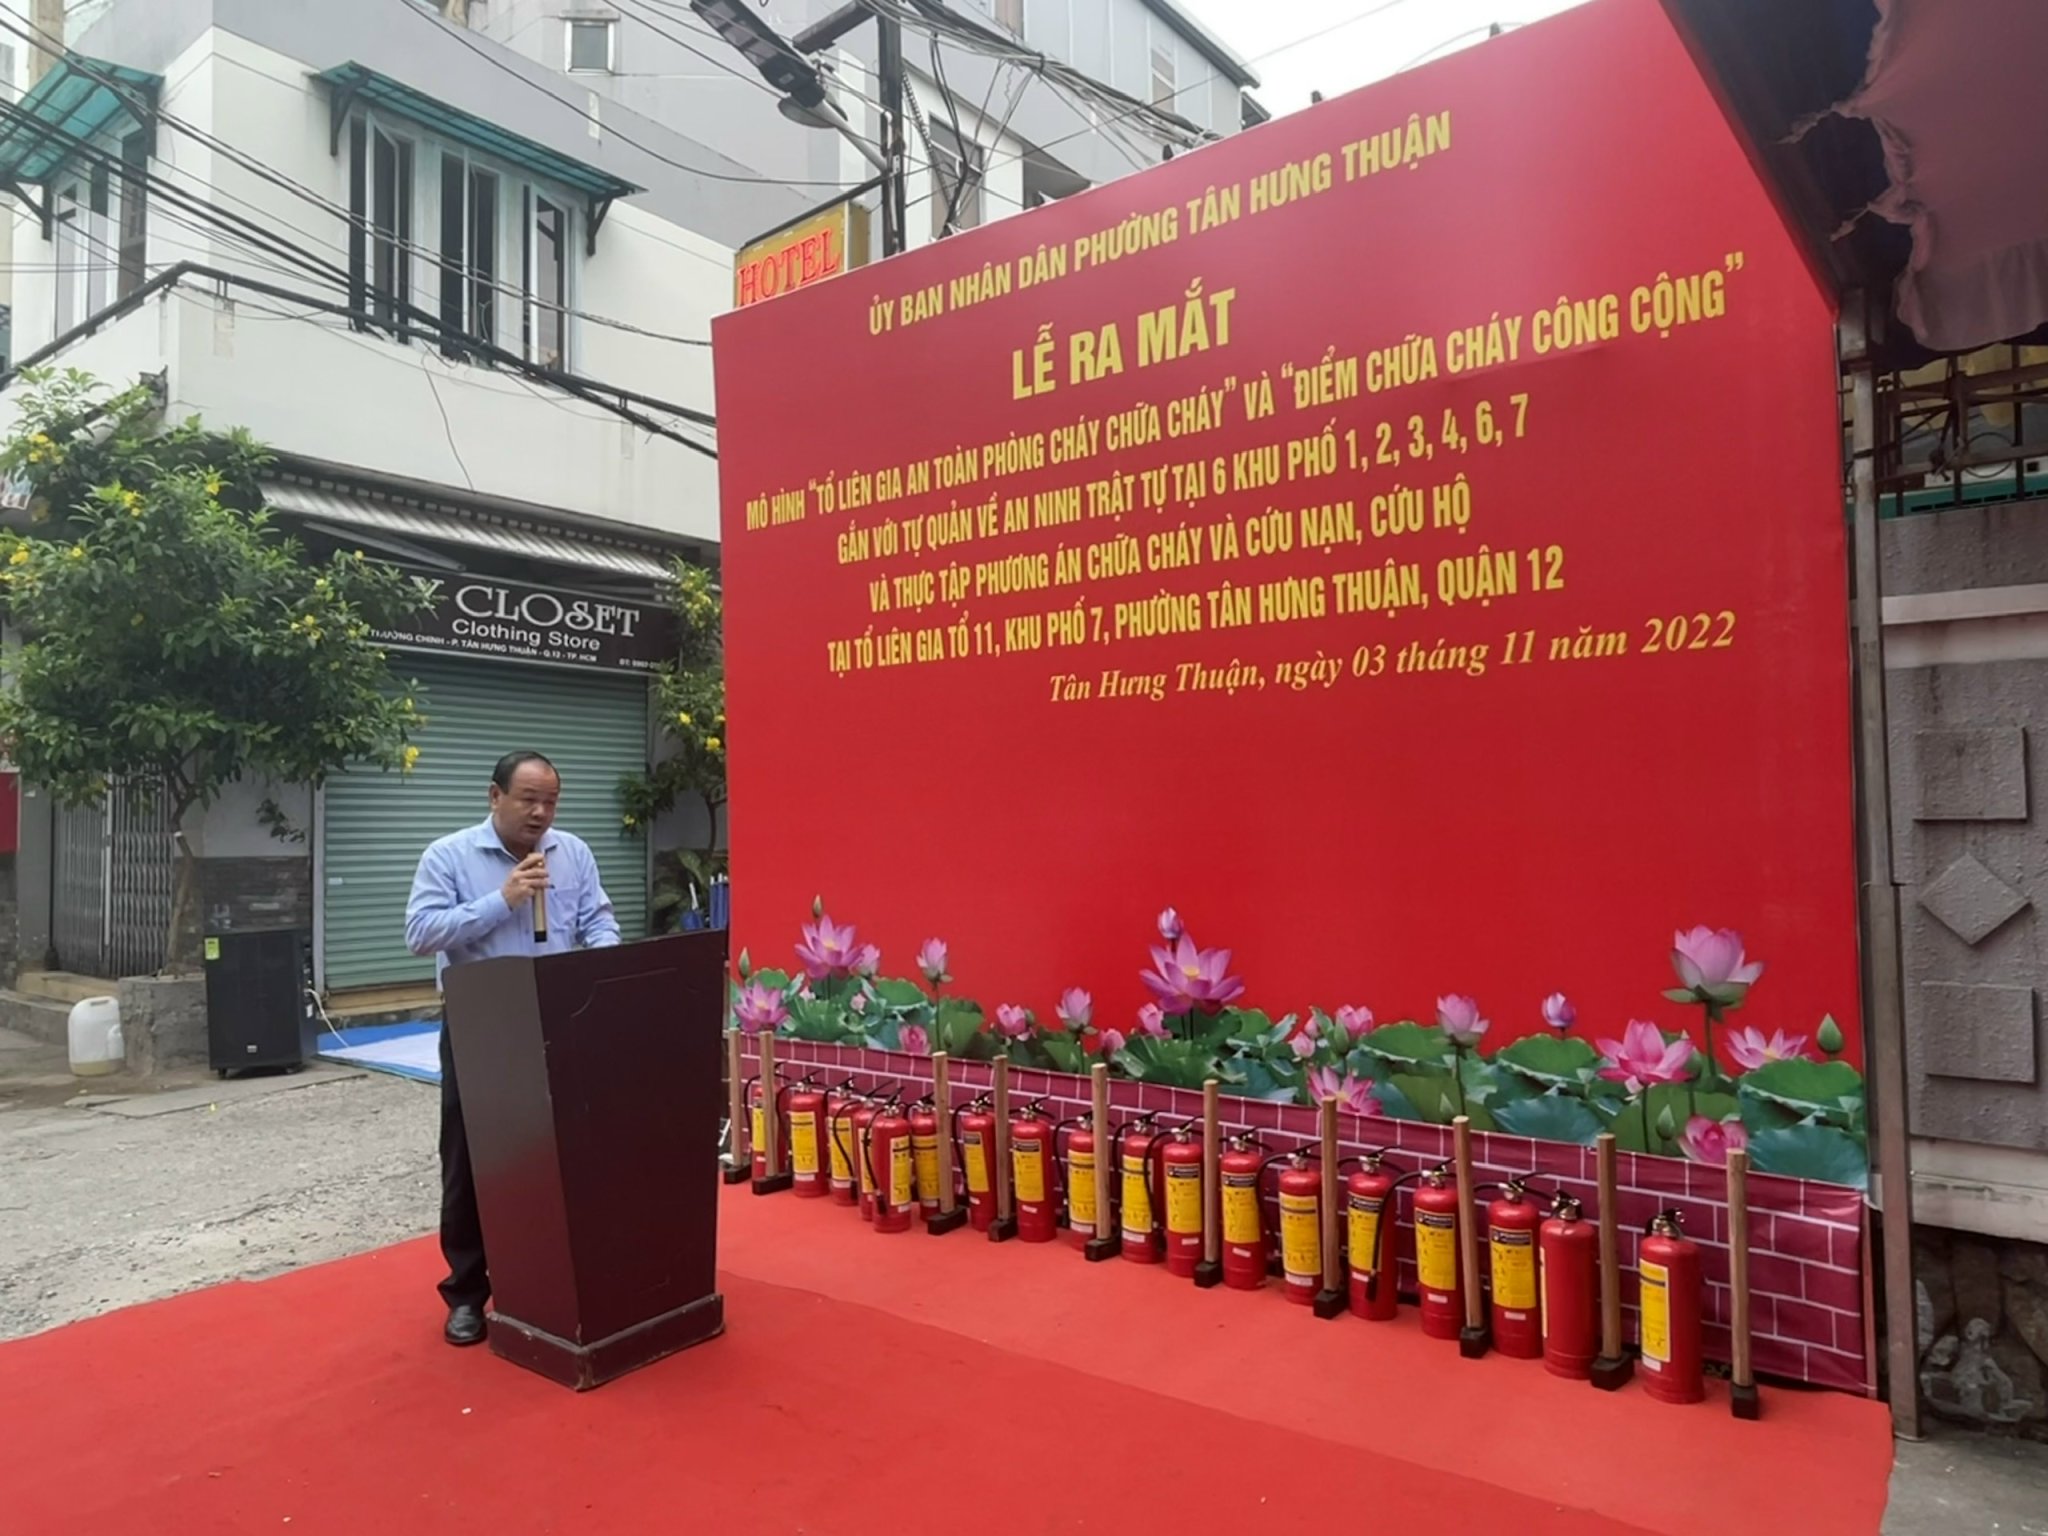 HOTEL
ỦY BAN NHÂN DÂN PHƯỜNG TÂN HƯNG THUẬN
LỄ RA MẮT
MÔ HÌNH “TỔ LIÊN GIA AN TOÀN PHÒNG CHÁY CHỮA CHÁY” VÀ “ĐIỂM CHỮA CHÁY CÔNG CỘNG”
GẮN VỚI TỰ QUẢN VỀ AN NINH TRẬT TỰ TẠI 6 KHU PHỐ 1, 2, 3, 4, 6, 7
VÀ THỰC TẬP PHƯƠNG ÁN CHỮA CHÁY VÀ CỨU NẠN, CỨU HỘ
TẠI TỔ LIÊN GIA TỔ 11, KHU PHỐ 7, PHƯỜNG TÂN HƯNG THUẬN, QUẬN 12
Tân Hưng Thuận, ngày 03 tháng 11 năm 2022
CLOSET
Clothing Store
TRƯỜNG CHINH - P. TÂN HƯNG THUẬN - Q.12 - TP. HCM